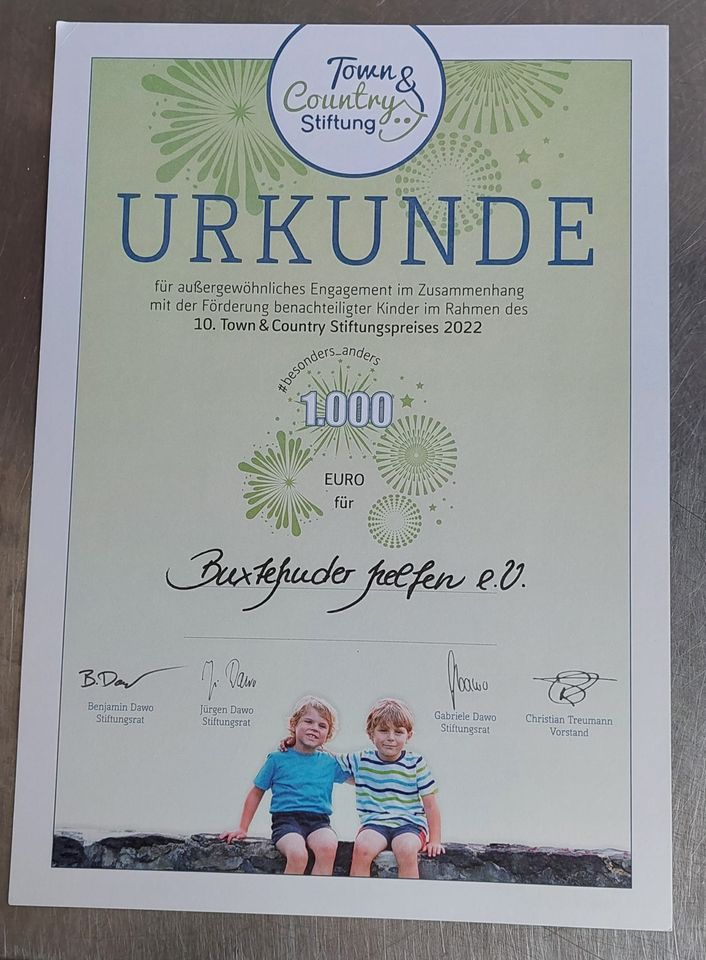 Town &
Country
Stiftung
URKUNDE
für außergewöhnliches Engagement im Zusammenhang
mit der Förderung benachteiligter Kinder im Rahmen des
10. Town & Country Stiftungspreises 2022
#besonders_anders
1.000
EURO
für
Buxtehuder helfen e.V.
B. Dawo
J. Dawo
Benjamin Dawo
Stiftungsrat
Jürgen Dawo
Stiftungsrat
Gabriele Dawo
Stiftungsrat
Christian Treumann
Vorstand